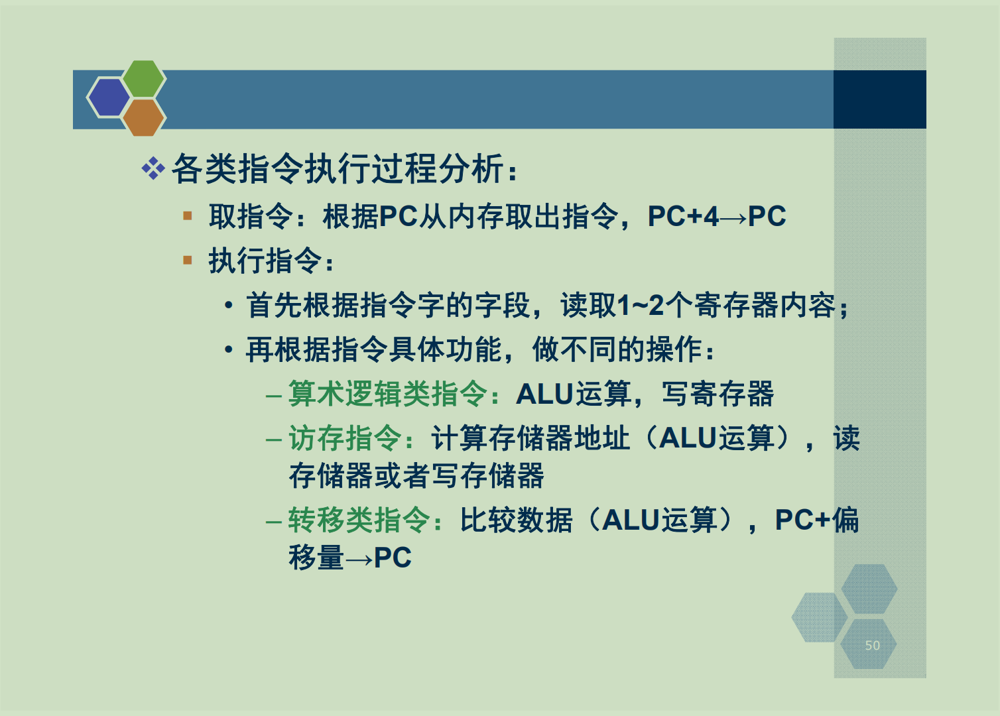 各类指令执行过程分析：
取指令：根据PC从内存取出指令，PC+4→PC
执行指令：
• 首先根据指令字的字段，读取1~2个寄存器内容；
• 再根据指令具体功能，做不同的操作：
– 算术逻辑类指令：ALU运算，写寄存器
– 访存指令：计算存储器地址（ALU运算），读
存储器或者写存储器
– 转移类指令：比较数据（ALU运算），PC+偏
移量→PC
50